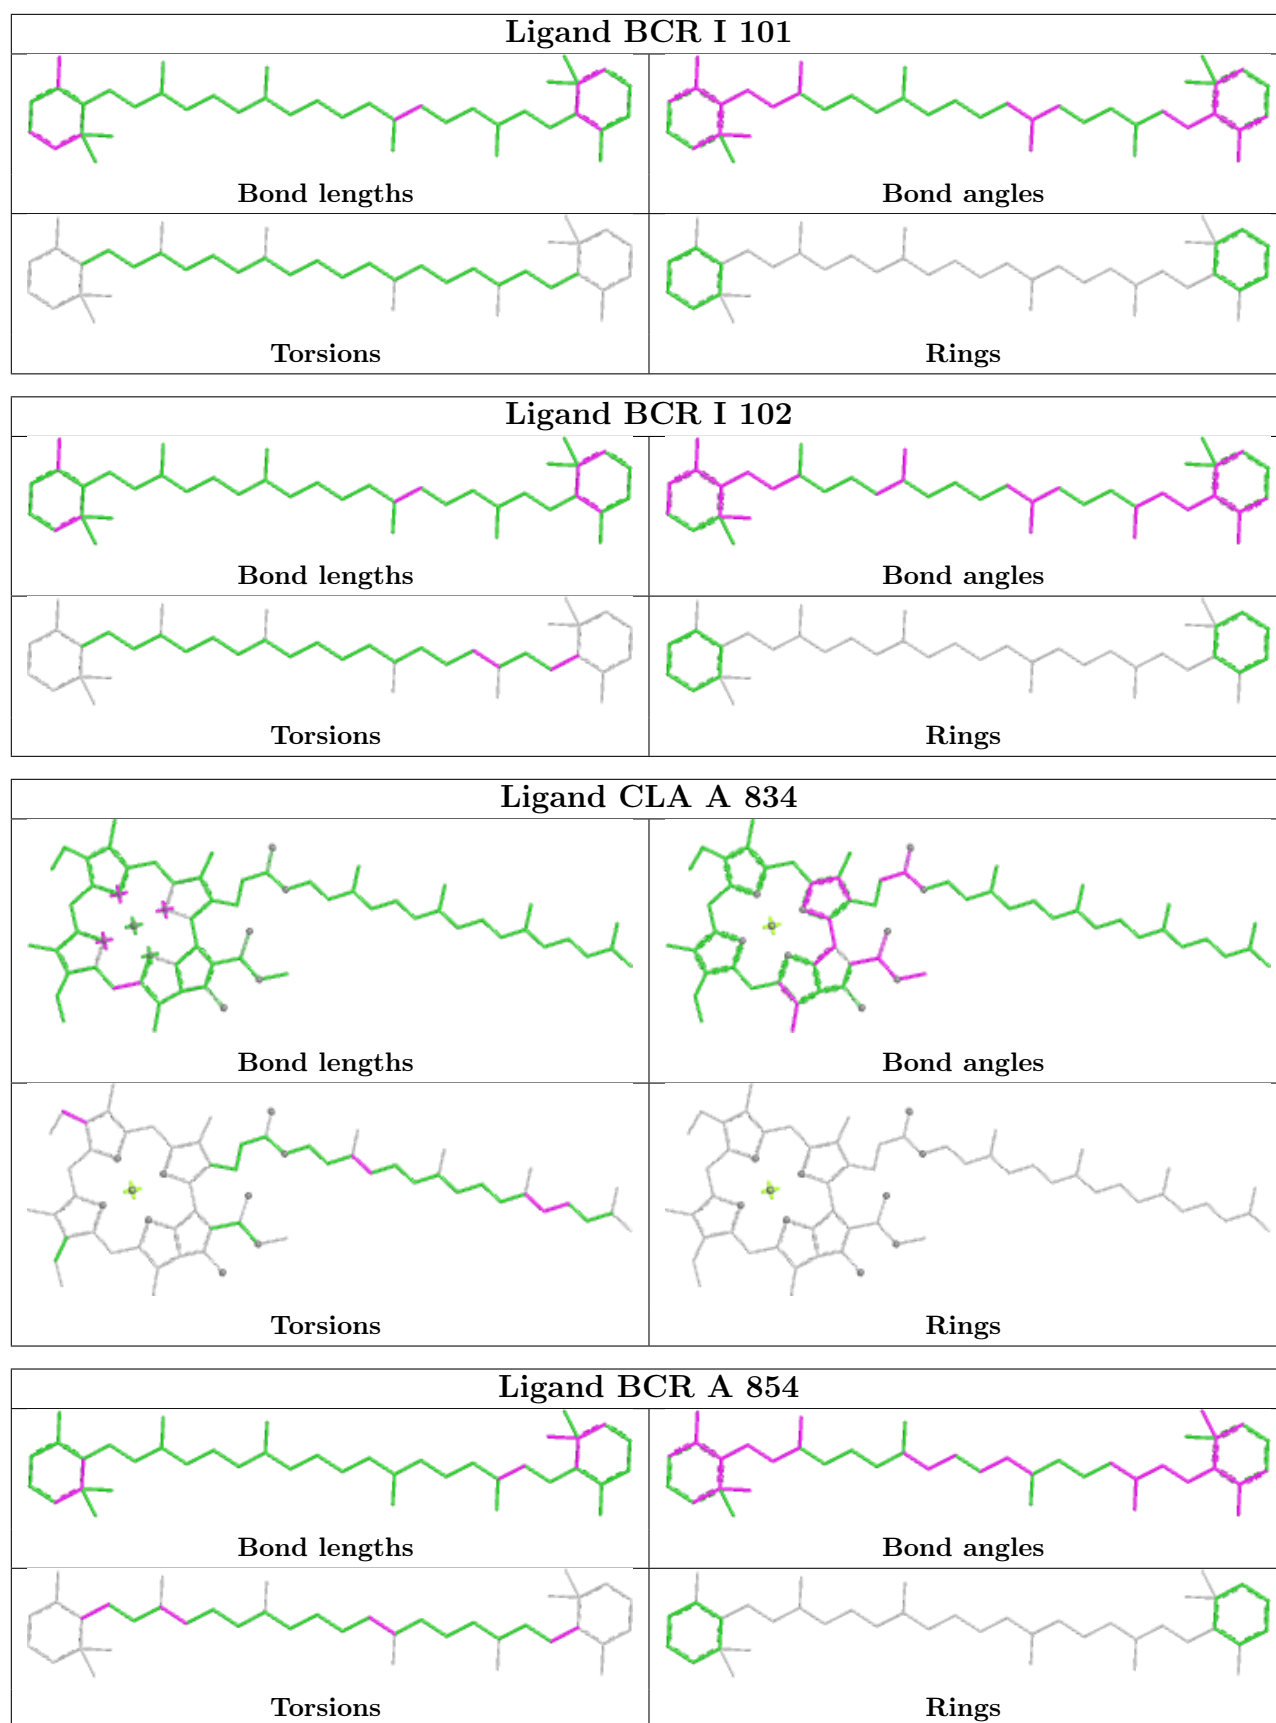 Ligand BCR I 101
Bond lengths
Bond angles
Torsions
Rings
Ligand BCR I 102
Bond lengths
Bond angles
Torsions
Rings
Ligand CLA A 834
Bond lengths
Bond angles
Torsions
Rings
Ligand BCR A 854
Bond lengths
Bond angles
Torsions
Rings